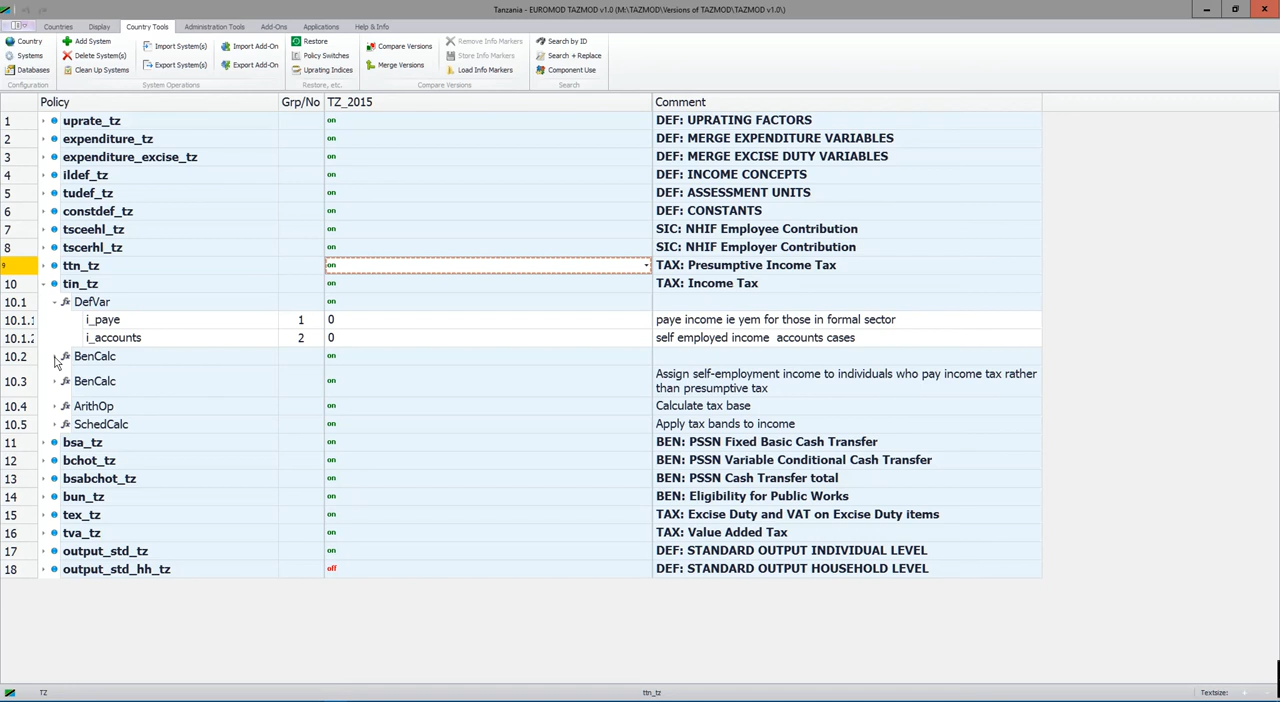 Tanzania - EUROMOD TAZMOD v1.0 (M:\TAZMOD\Versions of TAZMOD\TAZMOD v1.0\)
Countries Display Country Tools Administration Tools Add-Ons Applications Help & Info
Country Add System Import System(s) Import Add-On Restore Compare Versions Remove Info Markers Search by ID
Systems Delete System(s) Policy Switches Store Info Markers Search + Replace
Databases Clean Up Systems Export System(s) Export Add-On Uprating Indices Merge Versions Load Info Markers Component Use
Configuration System Operations Restore, etc. Compare Versions Search
Policy Grp/No TZ_2015 Comment
1 uprate_tz on DEF: UPRATING FACTORS
2 expenditure_tz on DEF: MERGE EXPENDITURE VARIABLES
3 expenditure_excise_tz on DEF: MERGE EXCISE DUTY VARIABLES
4 ildef_tz on DEF: INCOME CONCEPTS
5 tudef_tz on DEF: ASSESSMENT UNITS
6 constdef_tz on DEF: CONSTANTS
7 tsceehl_tz on SIC: NHIF Employee Contribution
8 tscerhl_tz on SIC: NHIF Employer Contribution
9 ttn_tz on TAX: Presumptive Income Tax
10 tin_tz on TAX: Income Tax
10.1 fx DefVar on
10.1.1 i_paye 1 0 paye income ie yem for those in formal sector
10.1.2 i_accounts 2 0 self employed income accounts cases
10.2 fx BenCalc on
10.3 fx BenCalc on Assign self-employment income to individuals who pay income tax rather
than presumptive tax
10.4 fx ArithOp on Calculate tax base
10.5 fx SchedCalc on Apply tax bands to income
11 bsa_tz on BEN: PSSN Fixed Basic Cash Transfer
12 bchot_tz on BEN: PSSN Variable Conditional Cash Transfer
13 bsabchot_tz on BEN: PSSN Cash Transfer total
14 bun_tz on BEN: Eligibility for Public Works
15 tex_tz on TAX: Excise Duty and VAT on Excise Duty items
16 tva_tz on TAX: Value Added Tax
17 output_std_tz on DEF: STANDARD OUTPUT INDIVIDUAL LEVEL
18 output_std_hh_tz off DEF: STANDARD OUTPUT HOUSEHOLD LEVEL
TZ ttn_tz Textsize: + -